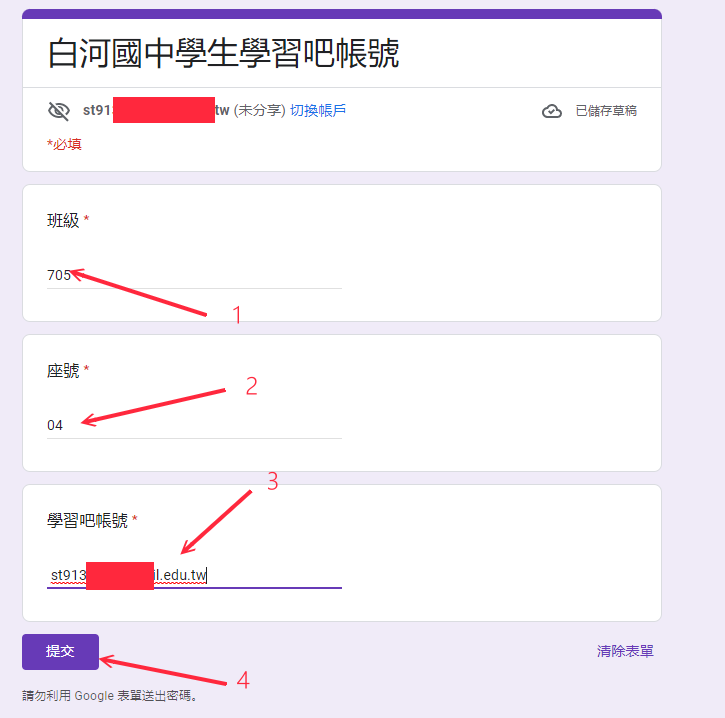 白河國中學生學習吧帳號
st91 tw (未分享) 切換帳戶
已儲存草稿
*必填
班級 *
705
1
座號 *
2
04
3
學習吧帳號 *
st913 il.edu.tw
提交
清除表單
4
請勿利用 Google 表單送出密碼。